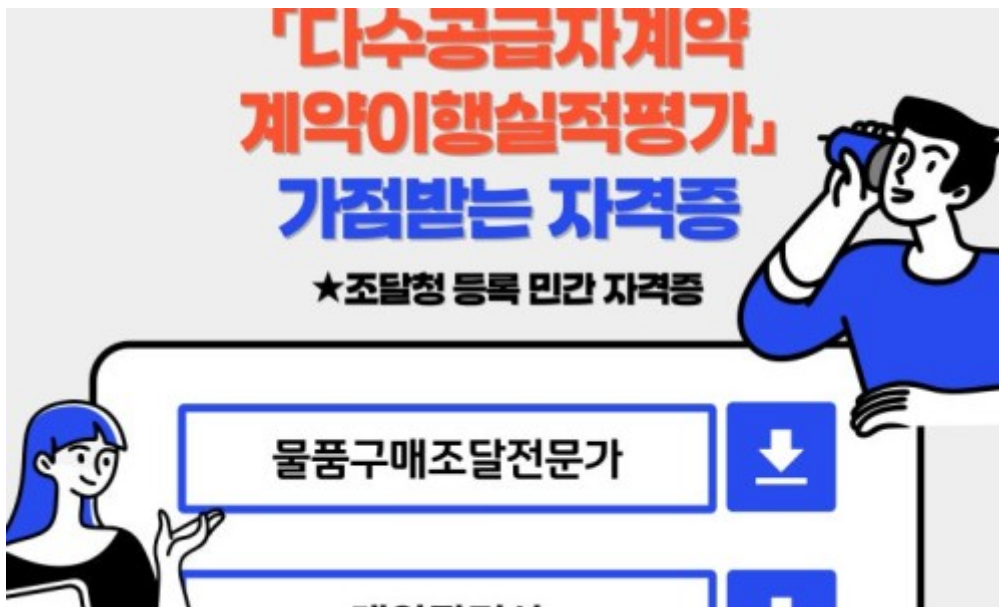 「다수공급자계약
계약이행실적평가」
가점받는 자격증
★조달청 등록 민간 자격증
물품구매조달전문가